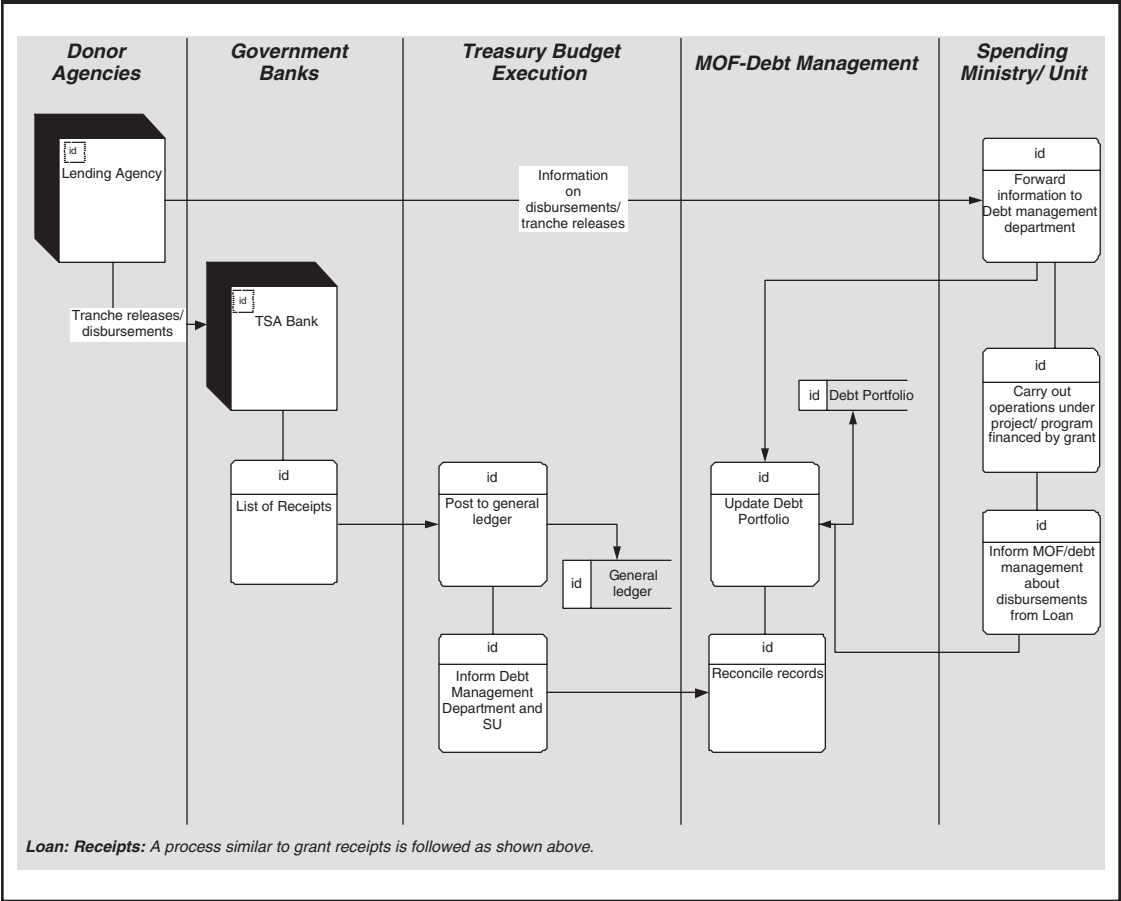 Donor
Agencies
Government
Banks
Treasury Budget
Execution
MOF-Debt Management
Spending
Ministry/ Unit
id
Lending Agency
Information
on
disbursements/
tranche releases
id
Forward
information to
Debt management
department
Tranche releases/
disbursements
id
TSA Bank
id
Debt Portfolio
id
Carry out
operations under
project/ program
financed by grant
id
List of Receipts
id
Post to general
ledger
id
General
ledger
id
Update Debt
Portfolio
id
Inform MOF/debt
management
about
disbursements
from Loan
id
Inform Debt
Management
Department and
SU
id
Reconcile records
Loan: Receipts: A process similar to grant receipts is followed as shown above.